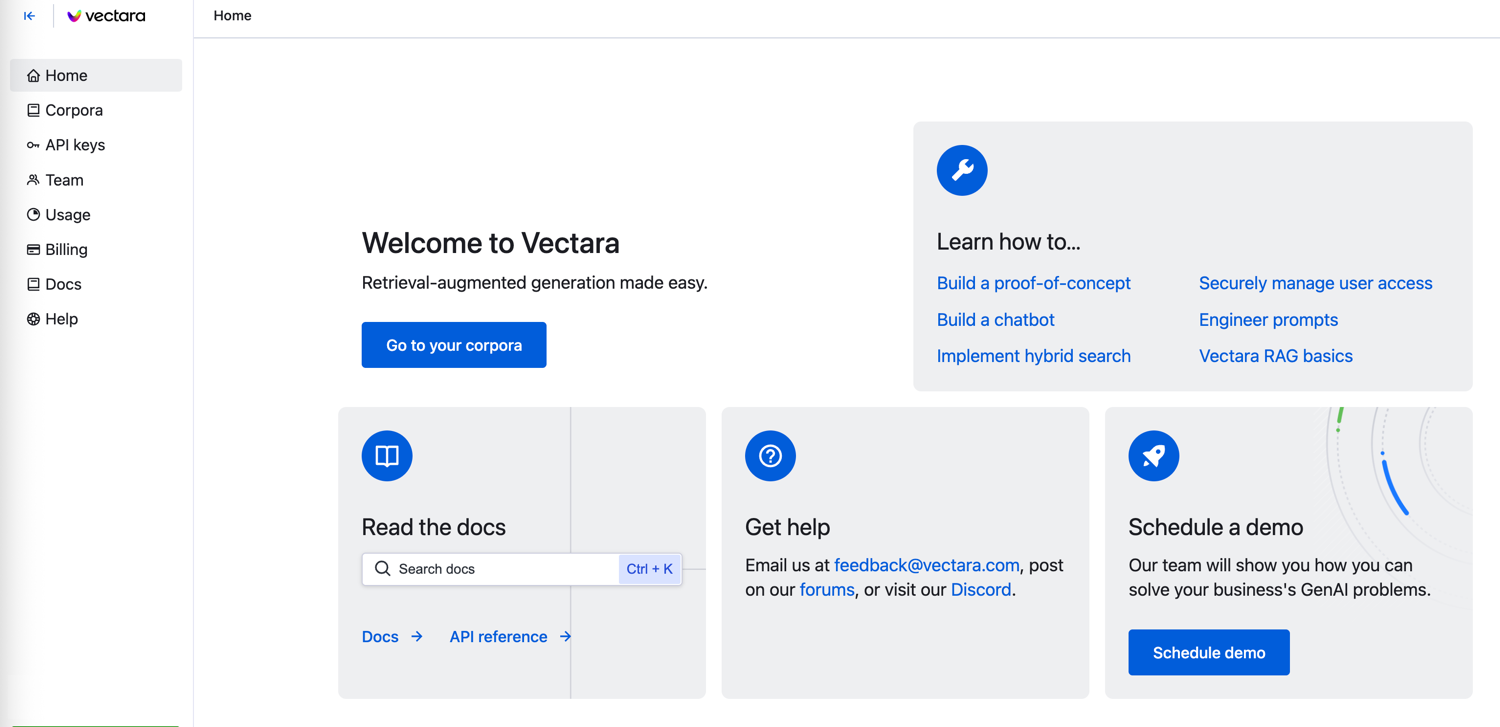 vectara
Home
Home
Corpora
API keys
Team
Usage
Billing
Docs
Help
Welcome to Vectara
Retrieval-augmented generation made easy.
Go to your corpora
Learn how to...
Build a proof-of-concept
Securely manage user access
Build a chatbot
Engineer prompts
Implement hybrid search
Vectara RAG basics
Read the docs
Search docs
Ctrl + K
Docs →
API reference →
Get help
Email us at feedback@vectara.com, post
on our forums, or visit our Discord.
Schedule a demo
Our team will show you how you can
solve your business's GenAI problems.
Schedule demo